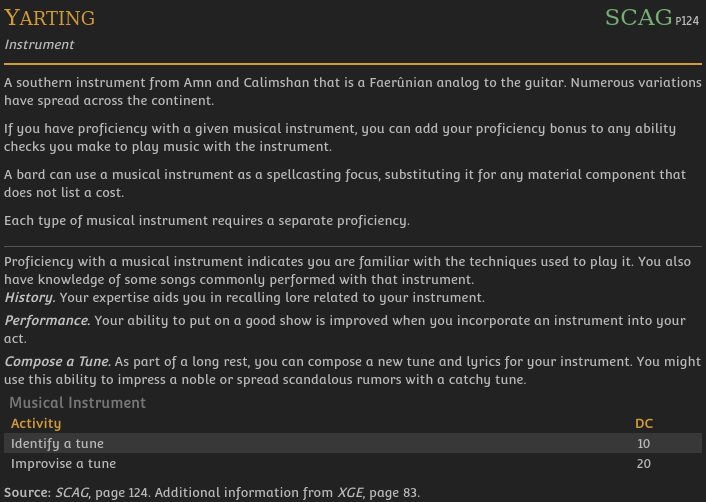 YARTING SCAG P124
Instrument
A southern instrument from Amn and Calimshan that is a Faerûnian analog to the guitar. Numerous variations
have spread across the continent.
If you have proficiency with a given musical instrument, you can add your proficiency bonus to any ability
checks you make to play music with the instrument.
A bard can use a musical instrument as a spellcasting focus, substituting it for any material component that
does not list a cost.
Each type of musical instrument requires a separate proficiency.
Proficiency with a musical instrument indicates you are familiar with the techniques used to play it. You also
have knowledge of some songs commonly performed with that instrument.
History. Your expertise aids you in recalling lore related to your instrument.
Performance. Your ability to put on a good show is improved when you incorporate an instrument into your
act.
Compose a Tune. As part of a long rest, you can compose a new tune and lyrics for your instrument. You might
use this ability to impress a noble or spread scandalous rumors with a catchy tune.
Musical Instrument
Activity DC
Identify a tune 10
Improvise a tune 20
Source: SCAG, page 124. Additional information from XGE, page 83.